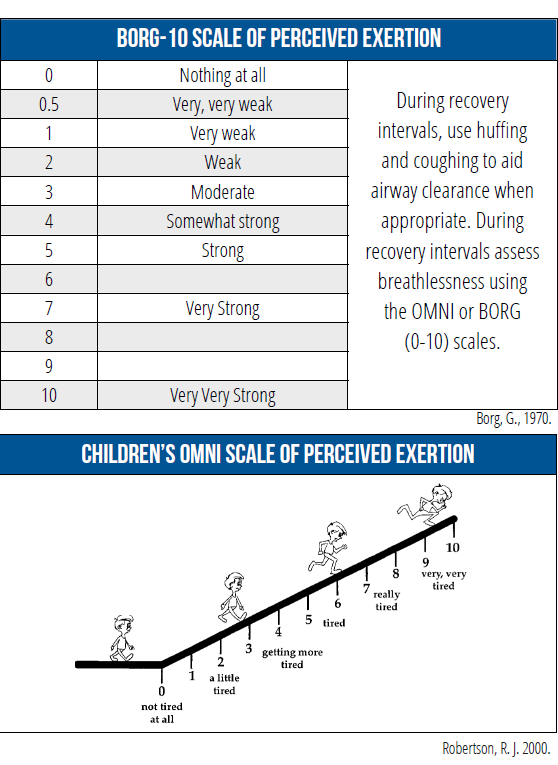 BORG-10 SCALE OF PERCEIVED EXERTION
0 Nothing at all
0.5 Very, very weak
1 Very weak
2 Weak
3 Moderate
4 Somewhat strong
5 Strong
6
7 Very Strong
8
9
10 Very Very Strong
During recovery
intervals, use huffing
and coughing to aid
airway clearance when
appropriate. During
recovery intervals assess
breathlessness using
the OMNI or BORG
(0-10) scales.
Borg, G., 1970.
CHILDREN'S OMNI SCALE OF PERCEIVED EXERTION
0
not tired
at all
1
2
a little
tired
3
4
getting more
tired
5
6
tired
7
really
tired
8
9
very, very
tired
10
Robertson, R. J. 2000.